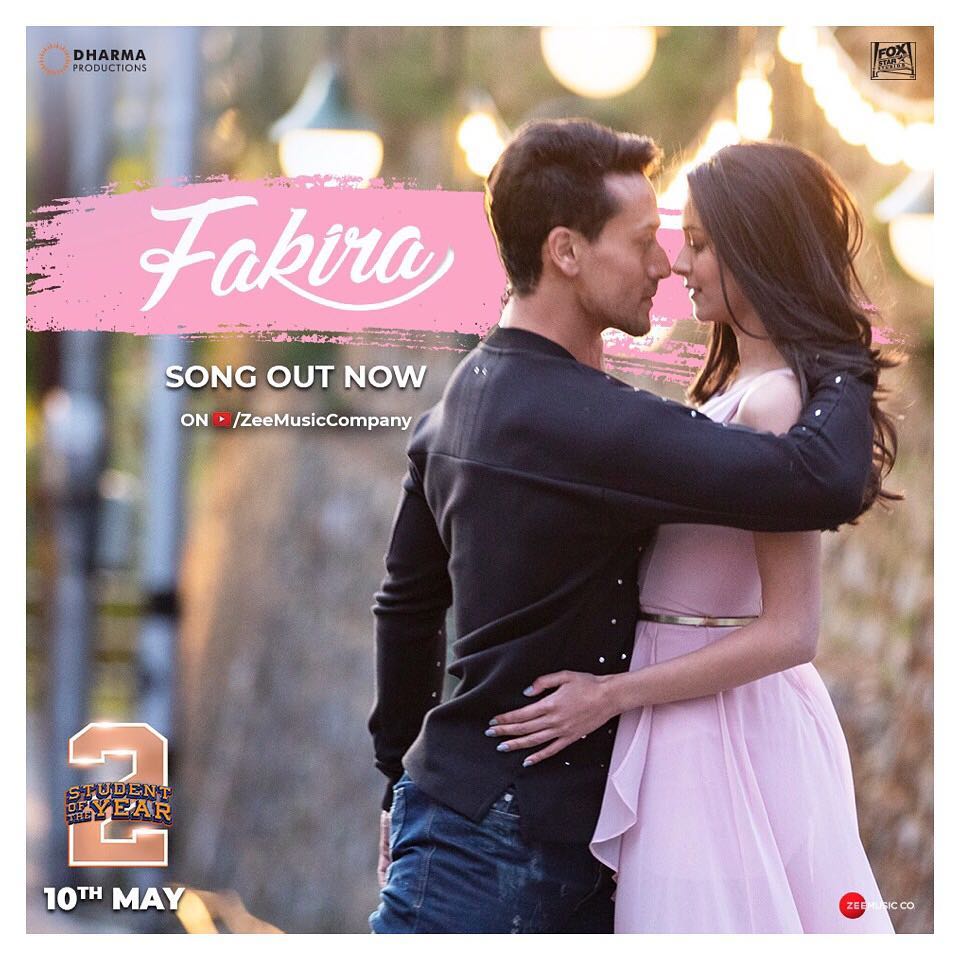 DHARMA
PRODUCTIONS
FOX
STAR
STUDIOS
Fakira
SONG OUT NOW
ON /ZeeMusicCompany
2
STUDENT
OF THE YEAR
10TH MAY
ZEE MUSIC CO.